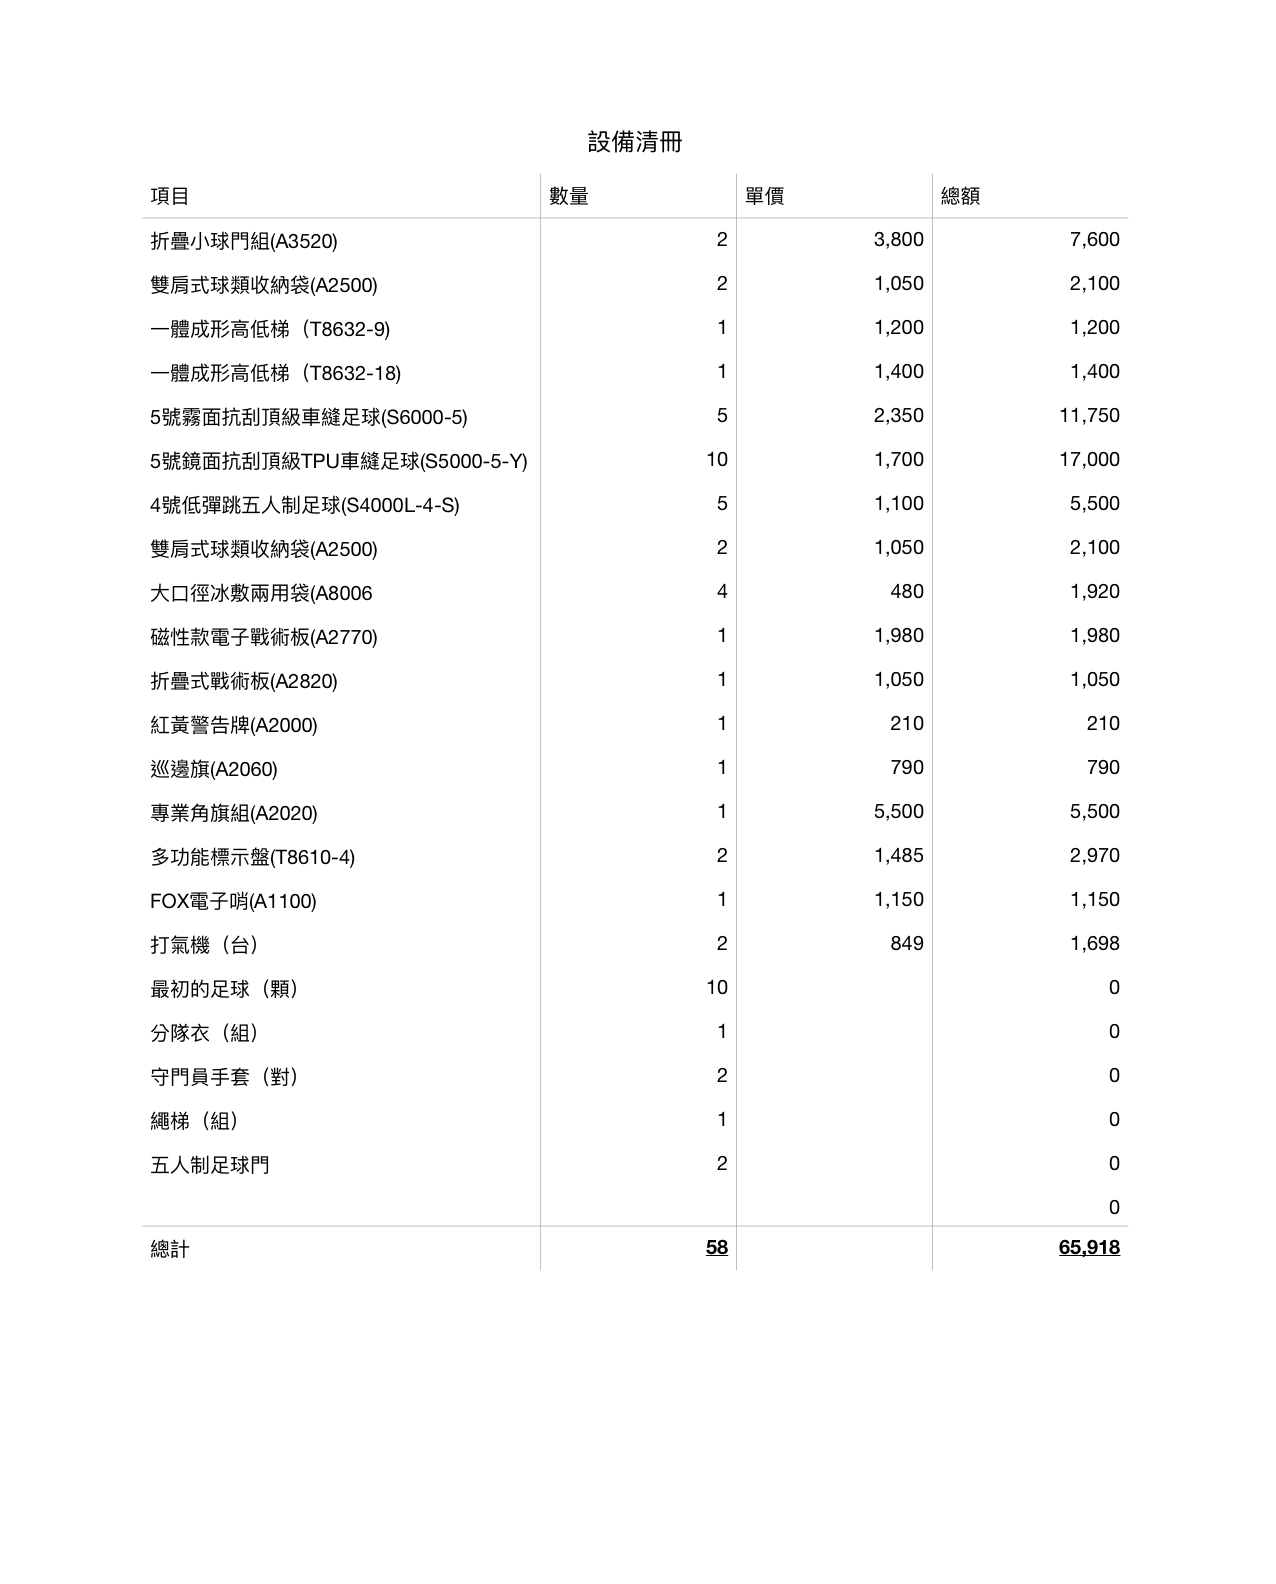 設備清冊
項目 數量 單價 總額
折疊小球門組(A3520) 2 3,800 7,600
雙肩式球類收納袋(A2500) 2 1,050 2,100
一體成形高低梯（T8632-9) 1 1,200 1,200
一體成形高低梯（T8632-18) 1 1,400 1,400
5號霧面抗刮頂級車縫足球(S6000-5) 5 2,350 11,750
5號鏡面抗刮頂級TPU車縫足球(S5000-5-Y) 10 1,700 17,000
4號低彈跳五人制足球(S4000L-4-S) 5 1,100 5,500
雙肩式球類收納袋(A2500) 2 1,050 2,100
大口徑冰敷兩用袋(A8006 4 480 1,920
磁性款電子戰術板(A2770) 1 1,980 1,980
折疊式戰術板(A2820) 1 1,050 1,050
紅黃警告牌(A2000) 1 210 210
巡邊旗(A2060) 1 790 790
專業角旗組(A2020) 1 5,500 5,500
多功能標示盤(T8610-4) 2 1,485 2,970
FOX電子哨(A1100) 1 1,150 1,150
打氣機（台） 2 849 1,698
最初的足球（顆） 10 0
分隊衣（組） 1 0
守門員手套（對） 2 0
繩梯（組） 1 0
五人制足球門 2 0
0
總計 58 65,918